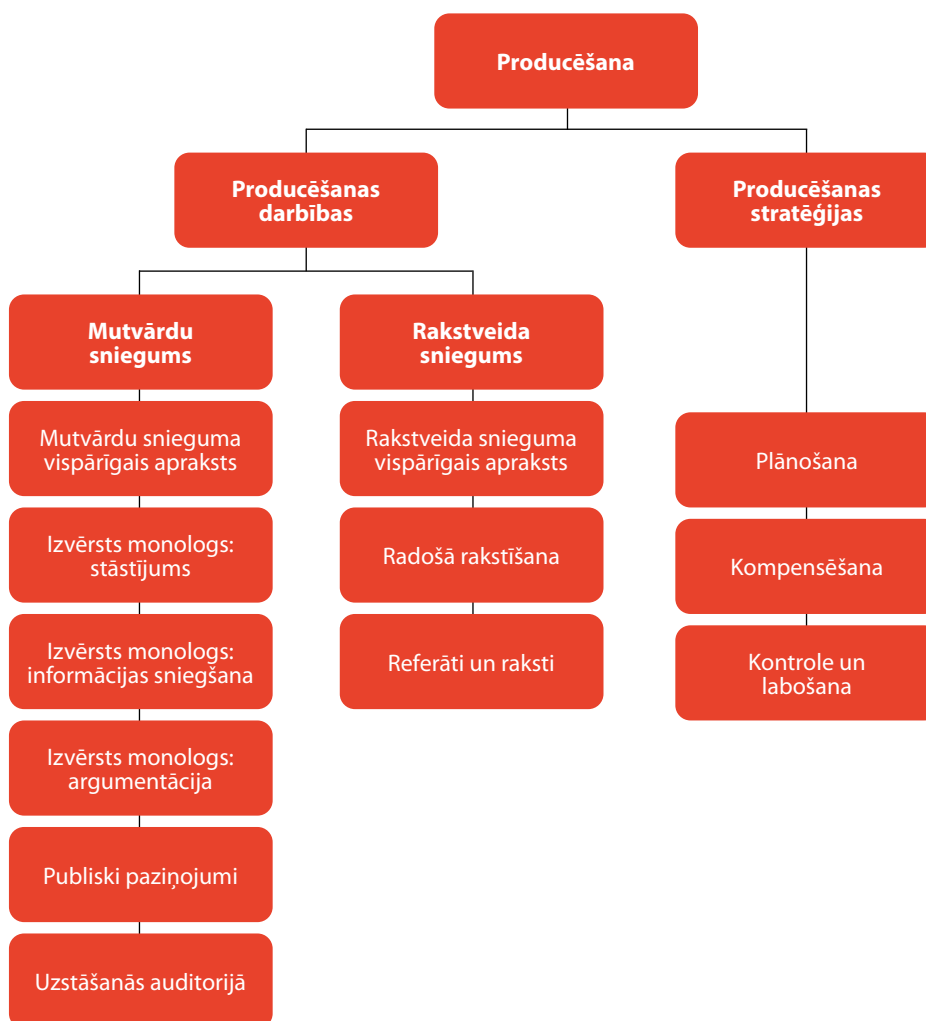 Producēšana
Producēšanas
darbības
Producēšanas
stratēģijas
Mutvārdu
sniegums
Rakstveida
sniegums
Mutvārdu snieguma
vispārīgais apraksts
Rakstveida snieguma
vispārīgais apraksts
Plānošana
Izvērsts monologs:
stāstījums
Radošā rakstīšana
Kompensēšana
Izvērsts monologs:
informācijas sniegšana
Referāti un raksti
Kontrole un
labošana
Izvērsts monologs:
argumentācija
Publiski paziņojumi
Uzstāšanās auditorijā